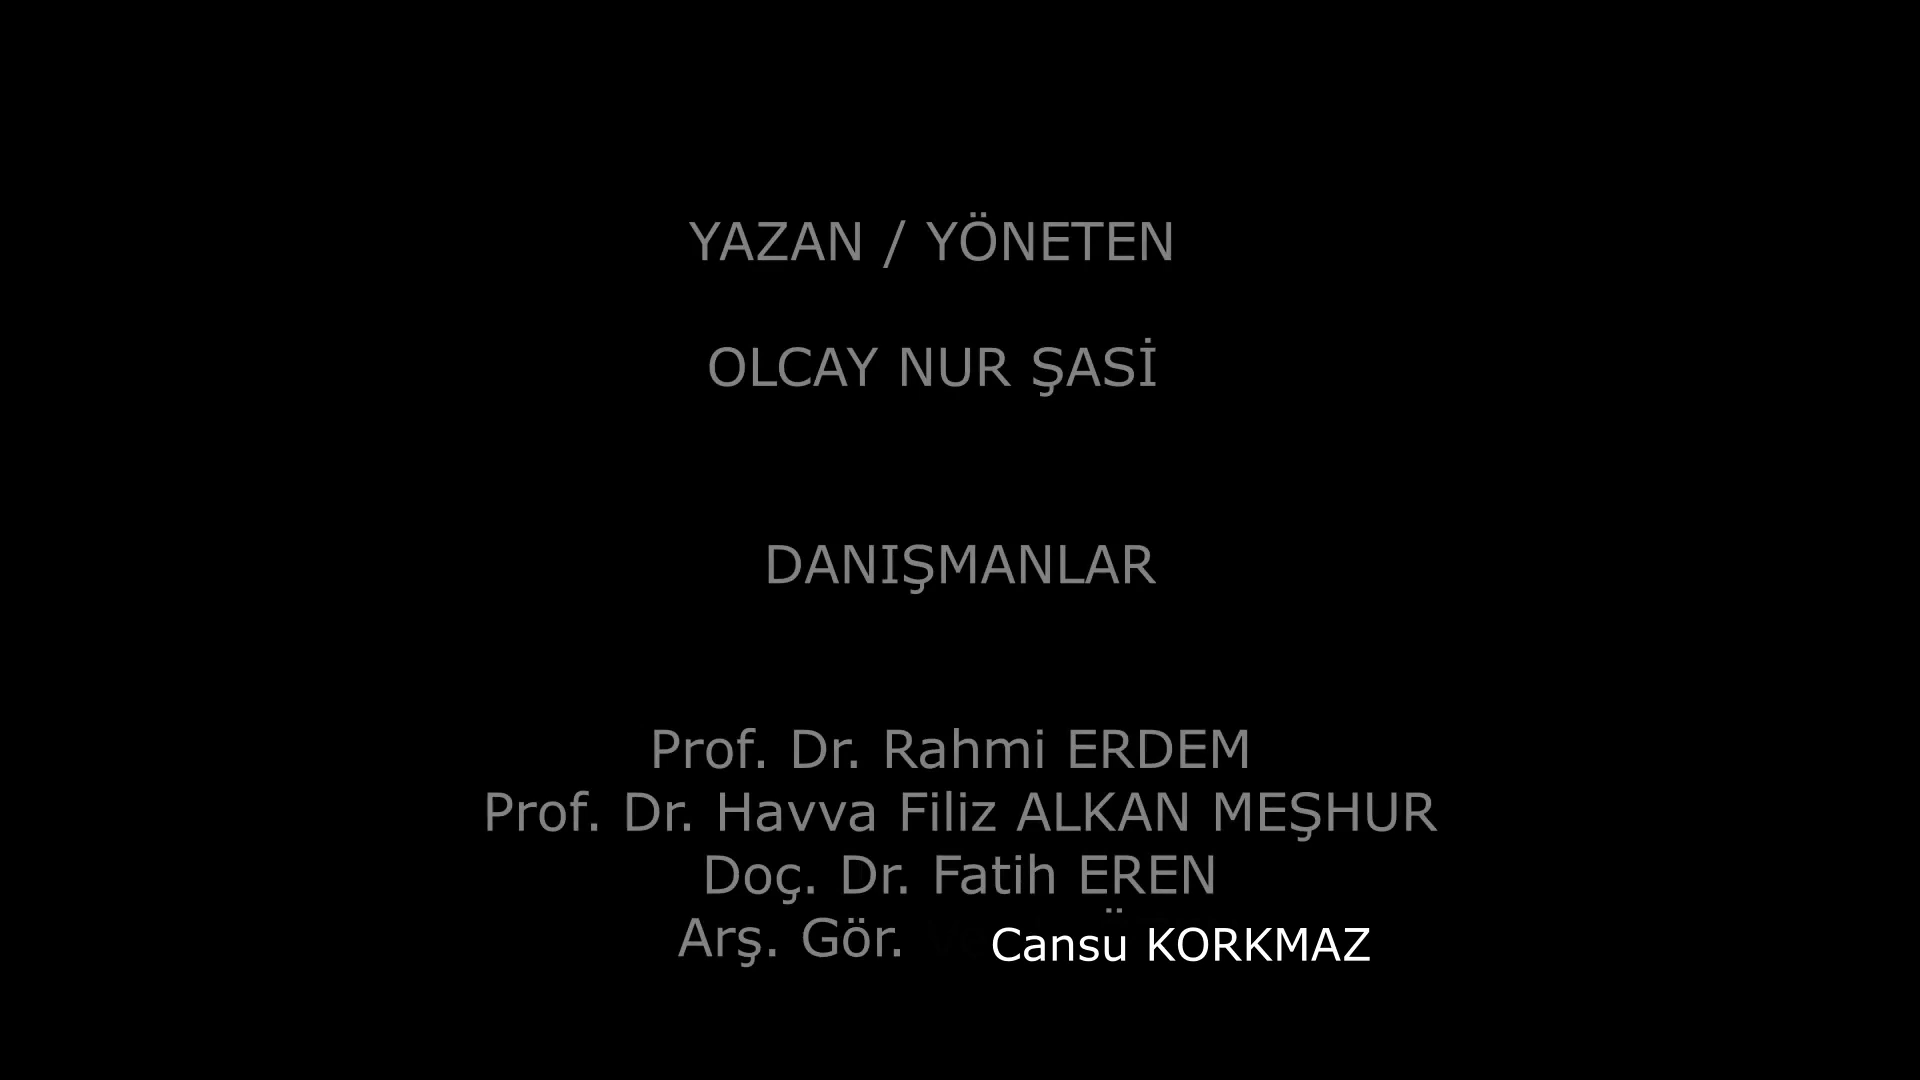 YAZAN / YÖNETEN
OLCAY NUR ŞASİ
DANIŞMANLAR
Prof. Dr. Rahmi ERDEM
Prof. Dr. Havva Filiz ALKAN MEŞHUR
Doç. Dr. Fatih EREN
Arş. Gör. Cansu KORKMAZ